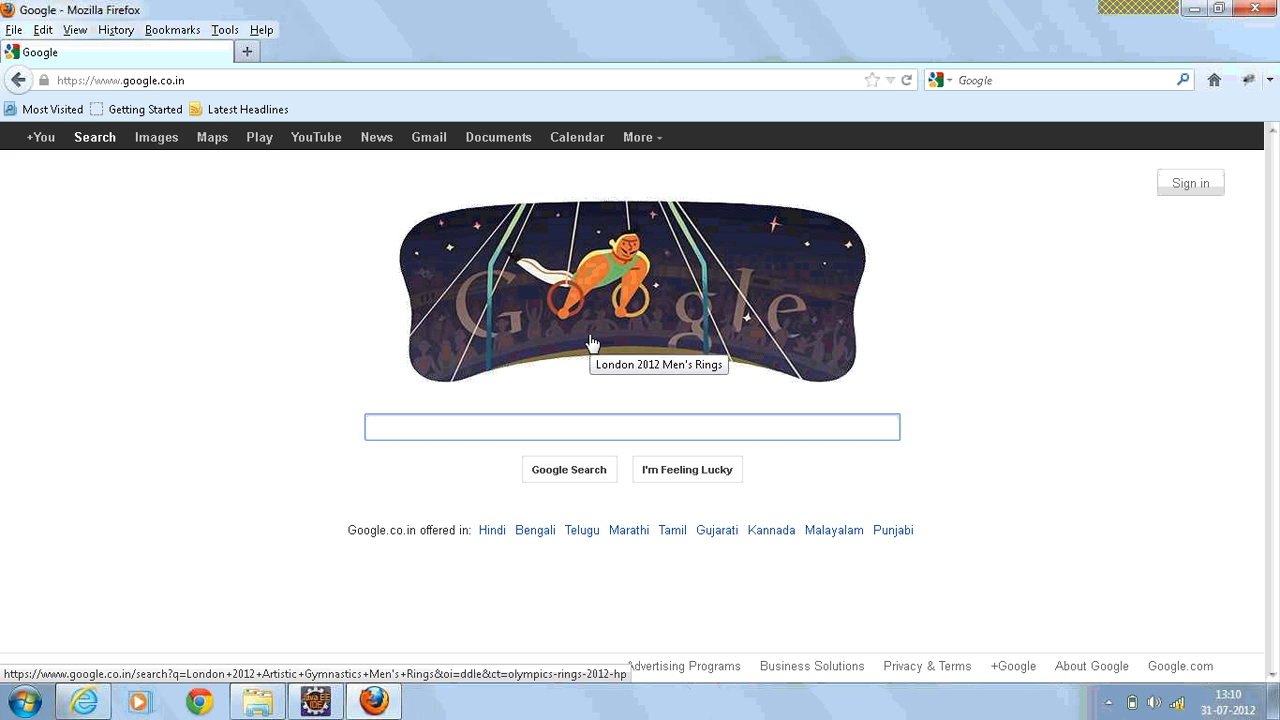 Google - Mozilla Firefox
File Edit View History Bookmarks Tools Help
Google
https://www.google.co.in
Google
Most Visited Getting Started Latest Headlines
+You Search Images Maps Play YouTube News Gmail Documents Calendar More
Sign in
G gle
London 2012 Men's Rings
Google Search I'm Feeling Lucky
Google.co.in offered in: Hindi Bengali Telugu Marathi Tamil Gujarati Kannada Malayalam Punjabi
https://www.google.co.in/search?q=London+2012+Artistic+Gymnastics+Men's+Rings&oi=ddle&ct=olympics-rings-2012-hp
Advertising Programs Business Solutions Privacy & Terms +Google About Google Google.com
Java EE
IDE
13:10
31-07-2012